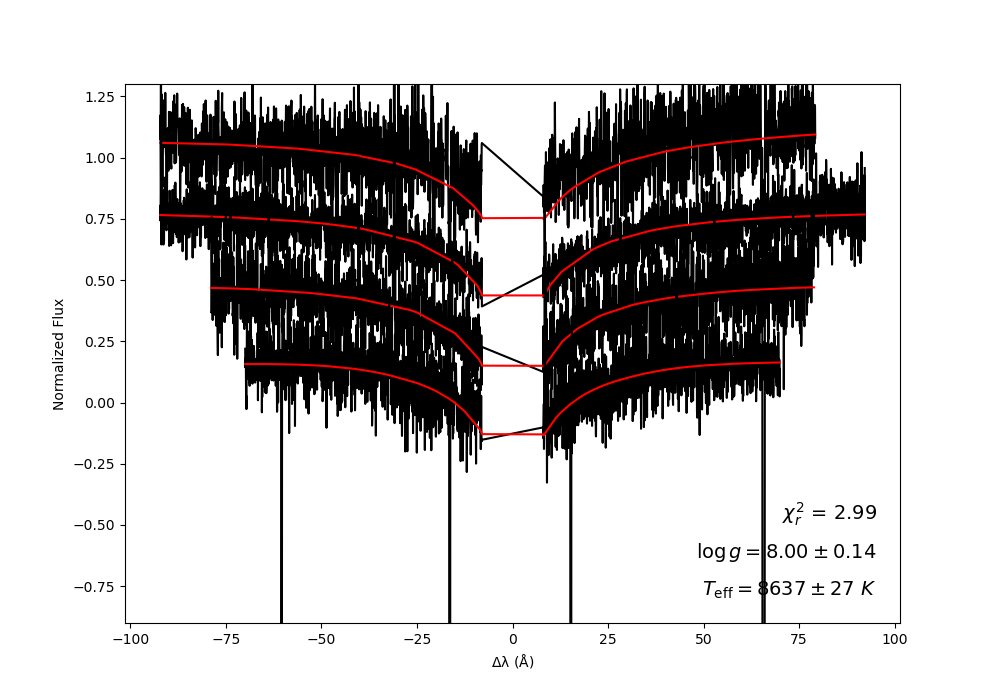 1.25
1.00
0.75
0.50
0.25
0.00
−0.25
−0.50
−0.75
Normalized Flux
χ_r^2 = 2.99
log g = 8.00 ± 0.14
T_eff = 8637 ± 27 K
−100 −75 −50 −25 0 25 50 75 100
Δλ (Å)